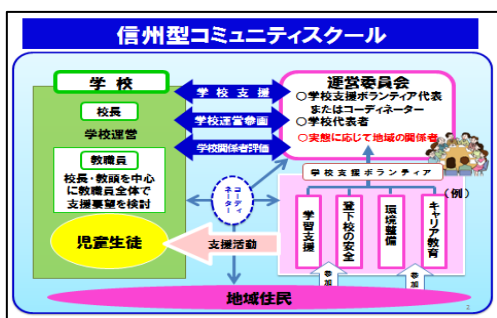 信州型コミュニティスクール
学校
校長
学校運営
教職員
校長・教頭を中心
に教職員全体で
支援要望を検討
児童生徒
学校支援
学校運営参画
学校関係者評価
コーディ
ネーター
支援活動
運営委員会
○学校支援ボランティア代表
またはコーディネーター
○学校代表者
○実態に応じて地域の関係者
学校支援ボランティア
（例）
学習支援
登下校の安全
環境整備
キャリア教育
参加
参加
地域住民
2